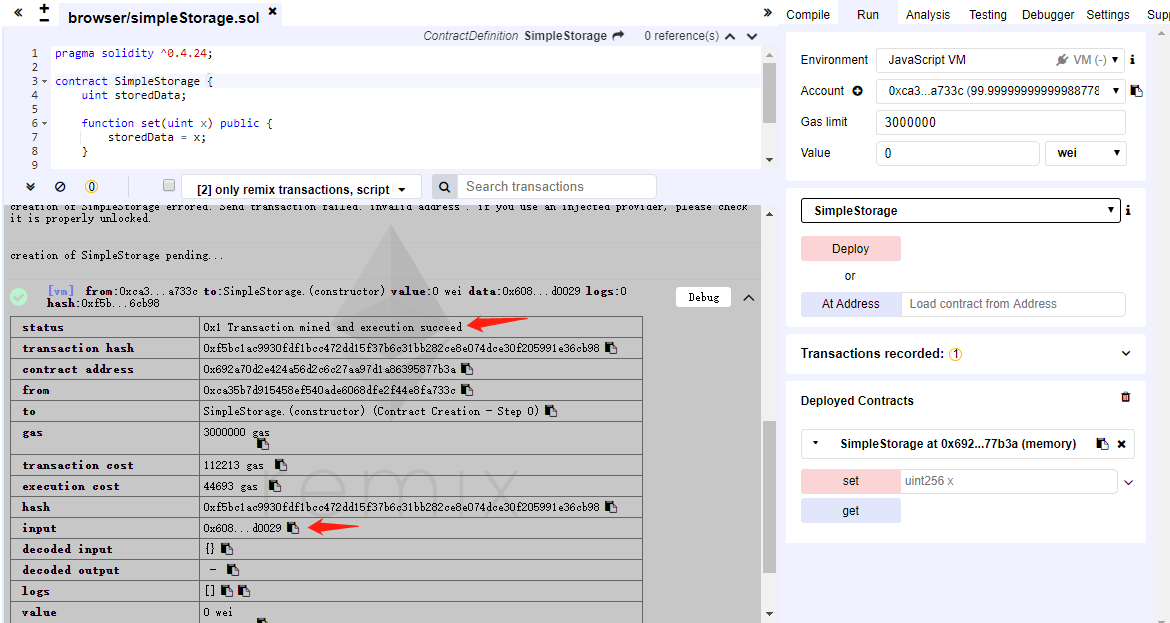 browser/simpleStorage.sol
ContractDefinition SimpleStorage 0 reference(s)
1 pragma solidity ^0.4.24;
2
3 contract SimpleStorage {
4 uint storedData;
5
6 function set(uint x) public {
7 storedData = x;
8 }
9
0 [2] only remix transactions, script Search transactions
creation of SimpleStorage errored: Send transaction failed: invalid address . if you use an injected provider, please check
it is properly unlocked.
creation of SimpleStorage pending...
[vm] from:0xca3...a733c to:SimpleStorage.(constructor) value:0 wei data:0x608...d0029 logs:0
hash:0xf5b...6cb98
Debug
status 0x1 Transaction mined and execution succeed
transaction hash 0xf5bc1ac9930fdf1bcc472dd15f37b6c31bb282ce8e074dce30f205991e36cb98
contract address 0x692a70d2e424a56d2c6c27aa97d1a86395877b3a
from 0xca35b7d915458ef540ade6068dfe2f44e8fa733c
to SimpleStorage.(constructor) (Contract Creation - Step 0)
gas 3000000 gas
transaction cost 112213 gas
execution cost 44693 gas
hash 0xf5bc1ac9930fdf1bcc472dd15f37b6c31bb282ce8e074dce30f205991e36cb98
input 0x608...d0029
decoded input {}
decoded output -
logs []
value 0 wei
remix
Compile Run Analysis Testing Debugger Settings Supp
Environment JavaScript VM VM (-)
Account 0xca3...a733c (99.99999999999988778
Gas limit 3000000
Value 0 wei
SimpleStorage
Deploy
or
At Address Load contract from Address
Transactions recorded: 1
Deployed Contracts
SimpleStorage at 0x692...77b3a (memory)
set uint256 x
get